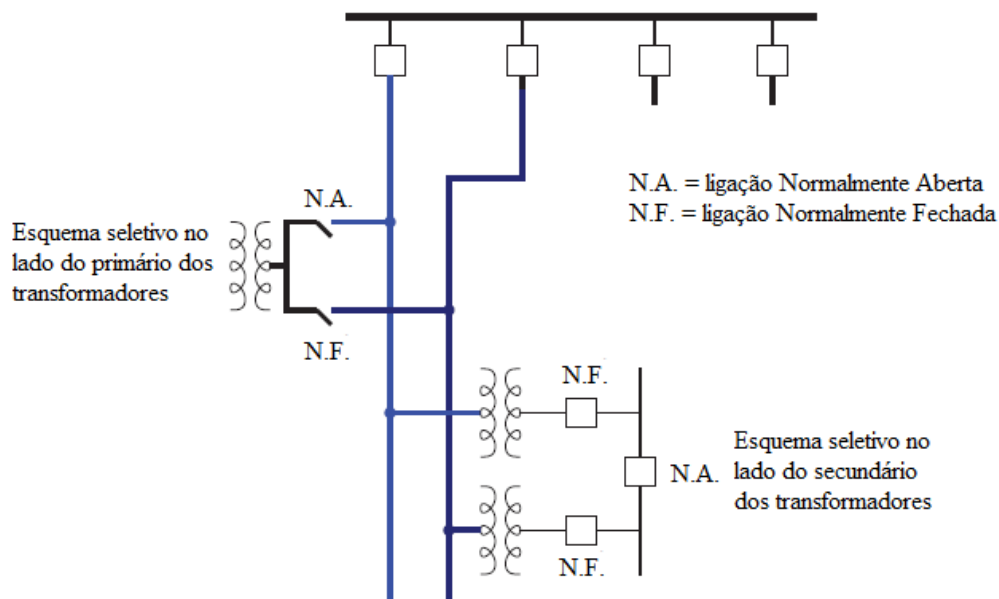 N.A. = ligação Normalmente Aberta
N.F. = ligação Normalmente Fechada
N.A.
Esquema seletivo no
lado do primário dos
transformadores
N.F.
N.F.
Esquema seletivo no
lado do secundário
dos transformadores
N.A.
N.F.